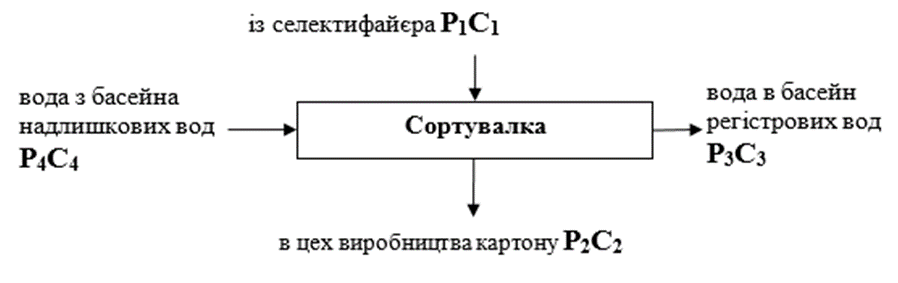 із селектифайєра P₁C₁
вода з басейна
надлишкових вод
P₄C₄
Сортувалка
вода в басейн
регістрових вод
P₃C₃
в цех виробництва картону P₂C₂